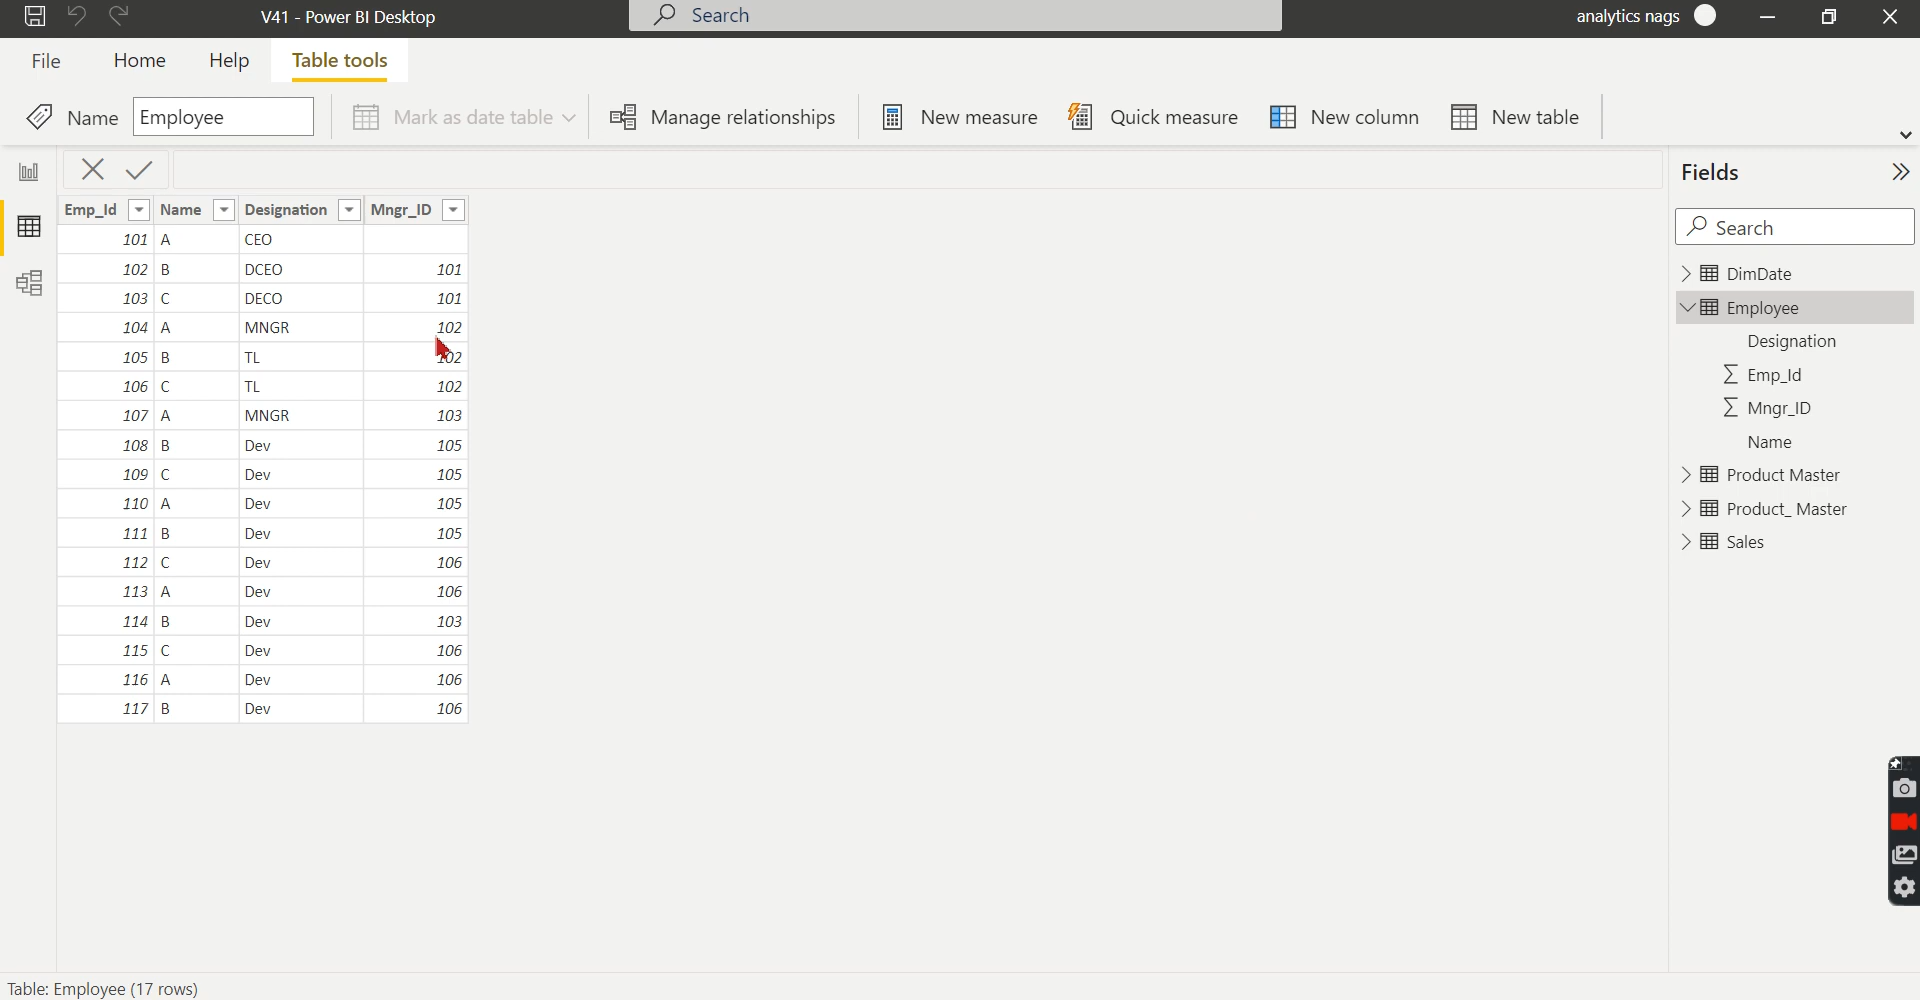 V41 - Power BI Desktop
Search
analytics nags
File Home Help Table tools
Name Employee Mark as date table Manage relationships New measure Quick measure New column New table
Emp_Id Name Designation Mngr_ID
101 A CEO
102 B DCEO 101
103 C DECO 101
104 A MNGR 102
105 B TL 102
106 C TL 102
107 A MNGR 103
108 B Dev 105
109 C Dev 105
110 A Dev 105
111 B Dev 105
112 C Dev 106
113 A Dev 106
114 B Dev 103
115 C Dev 106
116 A Dev 106
117 B Dev 106
Fields
Search
DimDate
Employee
Designation
Emp_Id
Mngr_ID
Name
Product Master
Product_ Master
Sales
Table: Employee (17 rows)